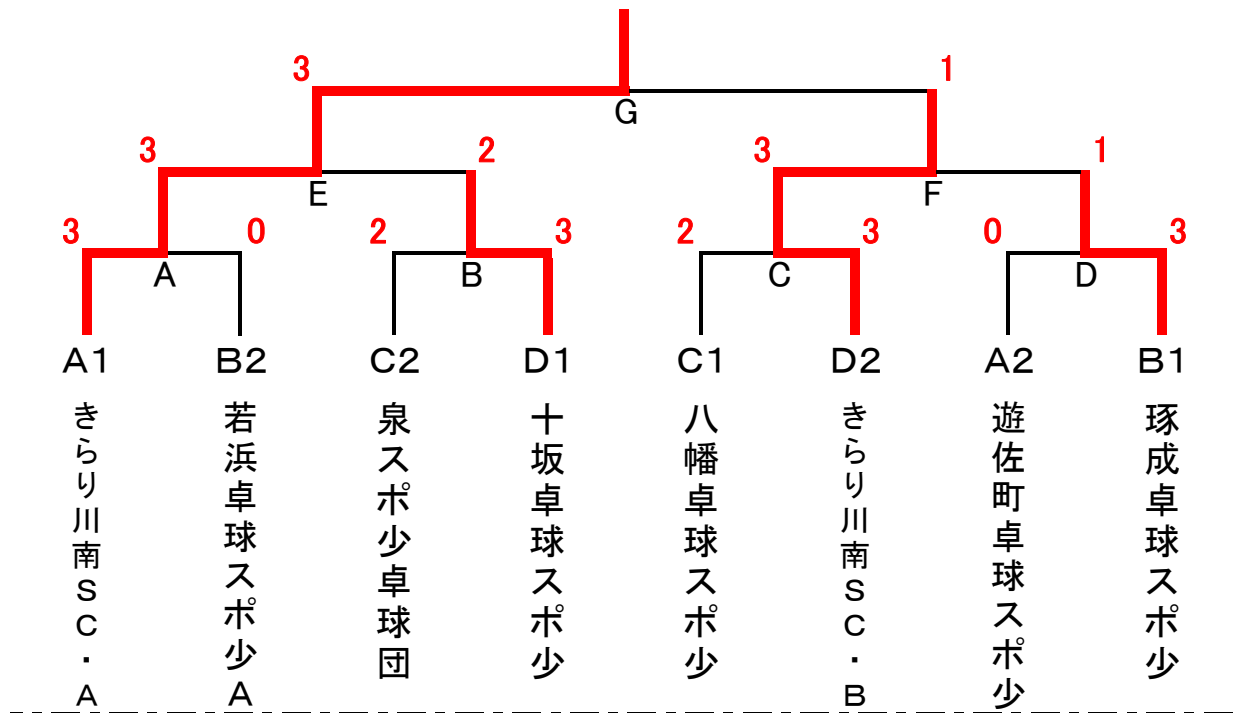 3
1
G
3
2
3
1
E
F
3
0
2
3
2
3
0
3
A
B
C
D
A1
B2
C2
D1
C1
D2
A2
B1
きらり川南SC・A
若浜卓球スポ少A
泉スポ少卓球団
十坂卓球スポ少
八幡卓球スポ少
きらり川南SC・B
遊佐町卓球スポ少
琢成卓球スポ少